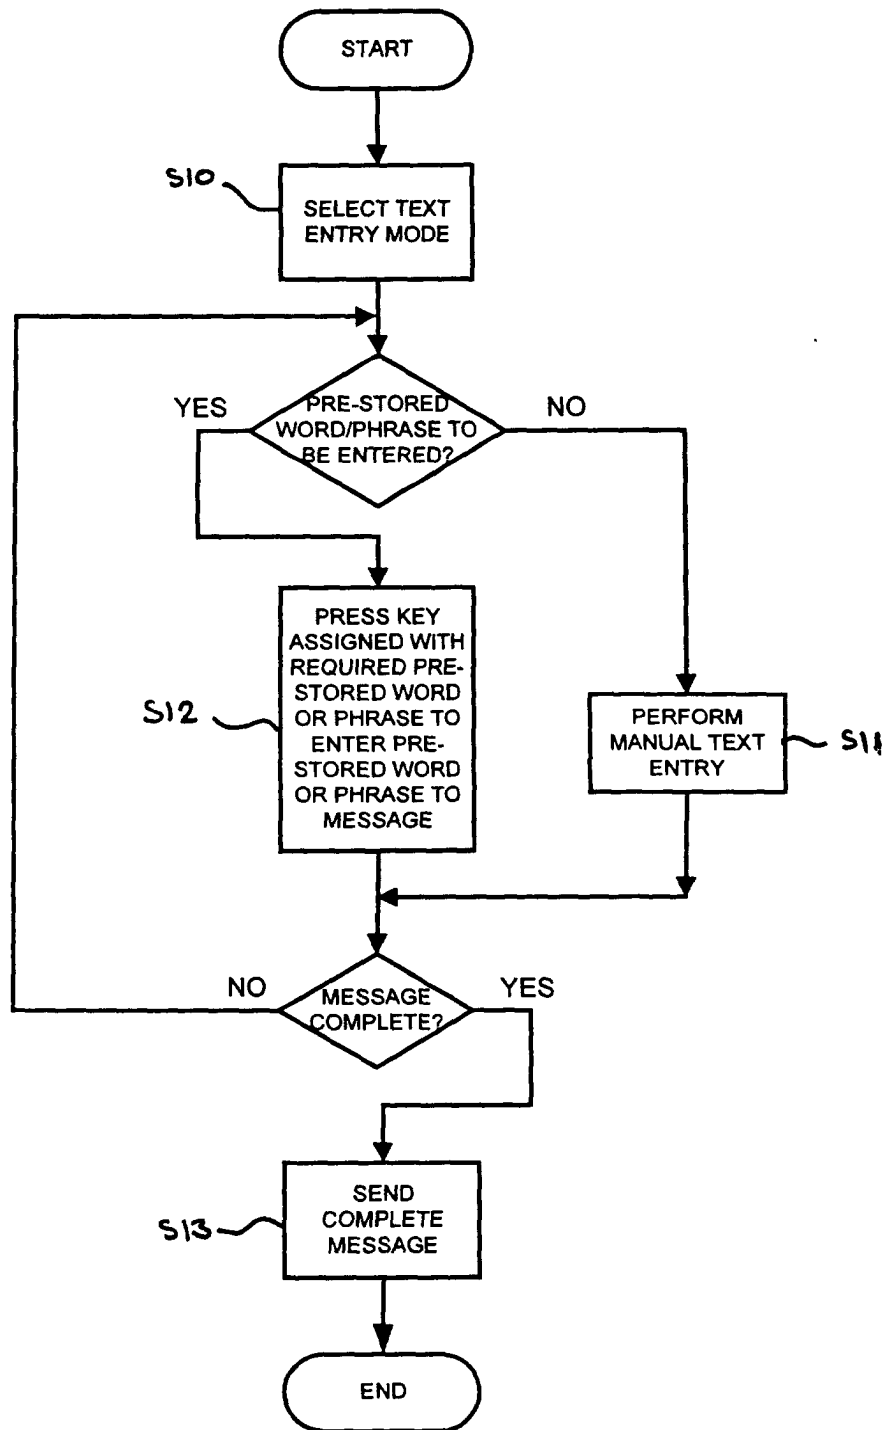 START
S10
SELECT TEXT
ENTRY MODE
YES
NO
PRE-STORED
WORD/PHRASE TO
BE ENTERED?
PRESS KEY
ASSIGNED WITH
REQUIRED PRE-
STORED WORD
OR PHRASE TO
ENTER PRE-
STORED WORD
OR PHRASE TO
MESSAGE
S12
PERFORM
MANUAL TEXT
ENTRY
S11
NO
YES
MESSAGE
COMPLETE?
SEND
COMPLETE
MESSAGE
S13
END